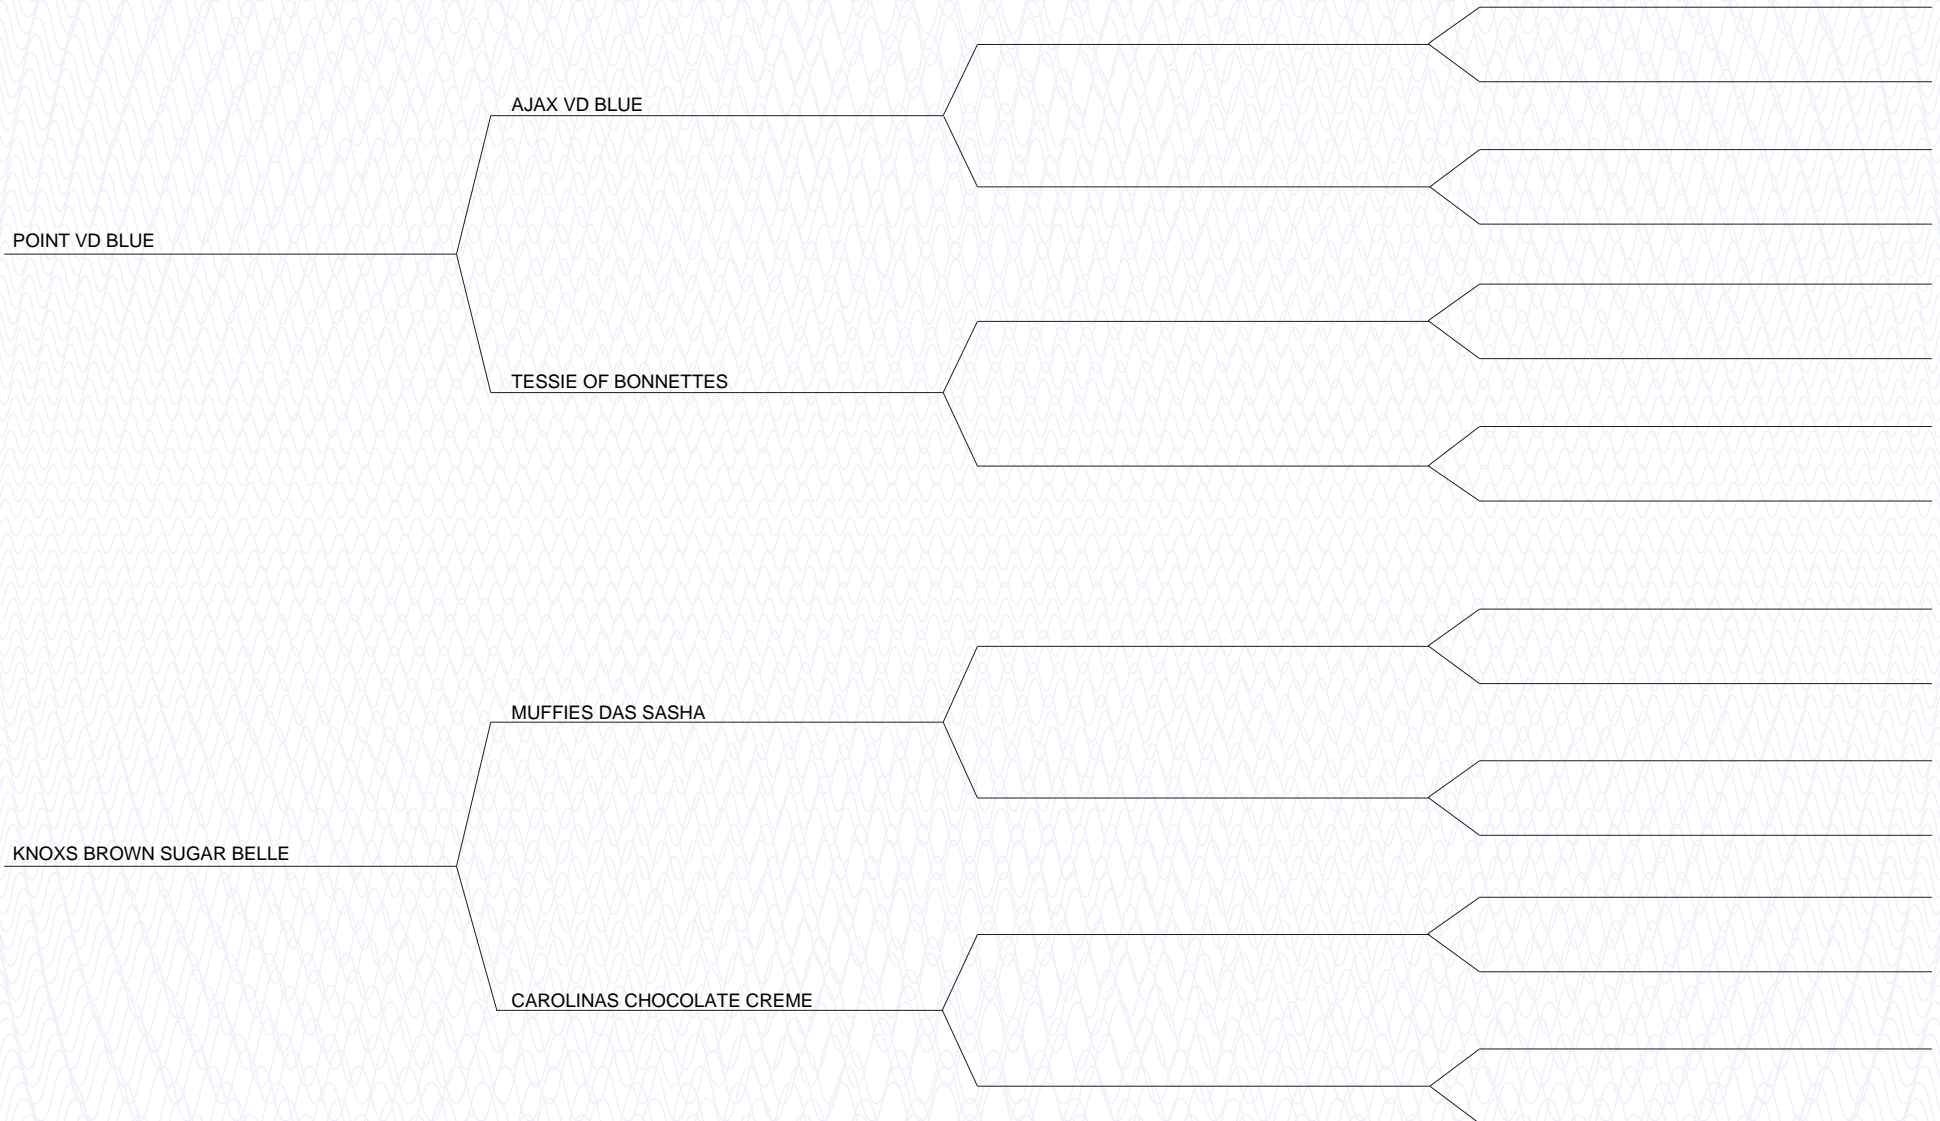 AJAX VD BLUE
POINT VD BLUE
TESSIE OF BONNETTES
MUFFIES DAS SASHA
KNOXS BROWN SUGAR BELLE
CAROLINAS CHOCOLATE CREME